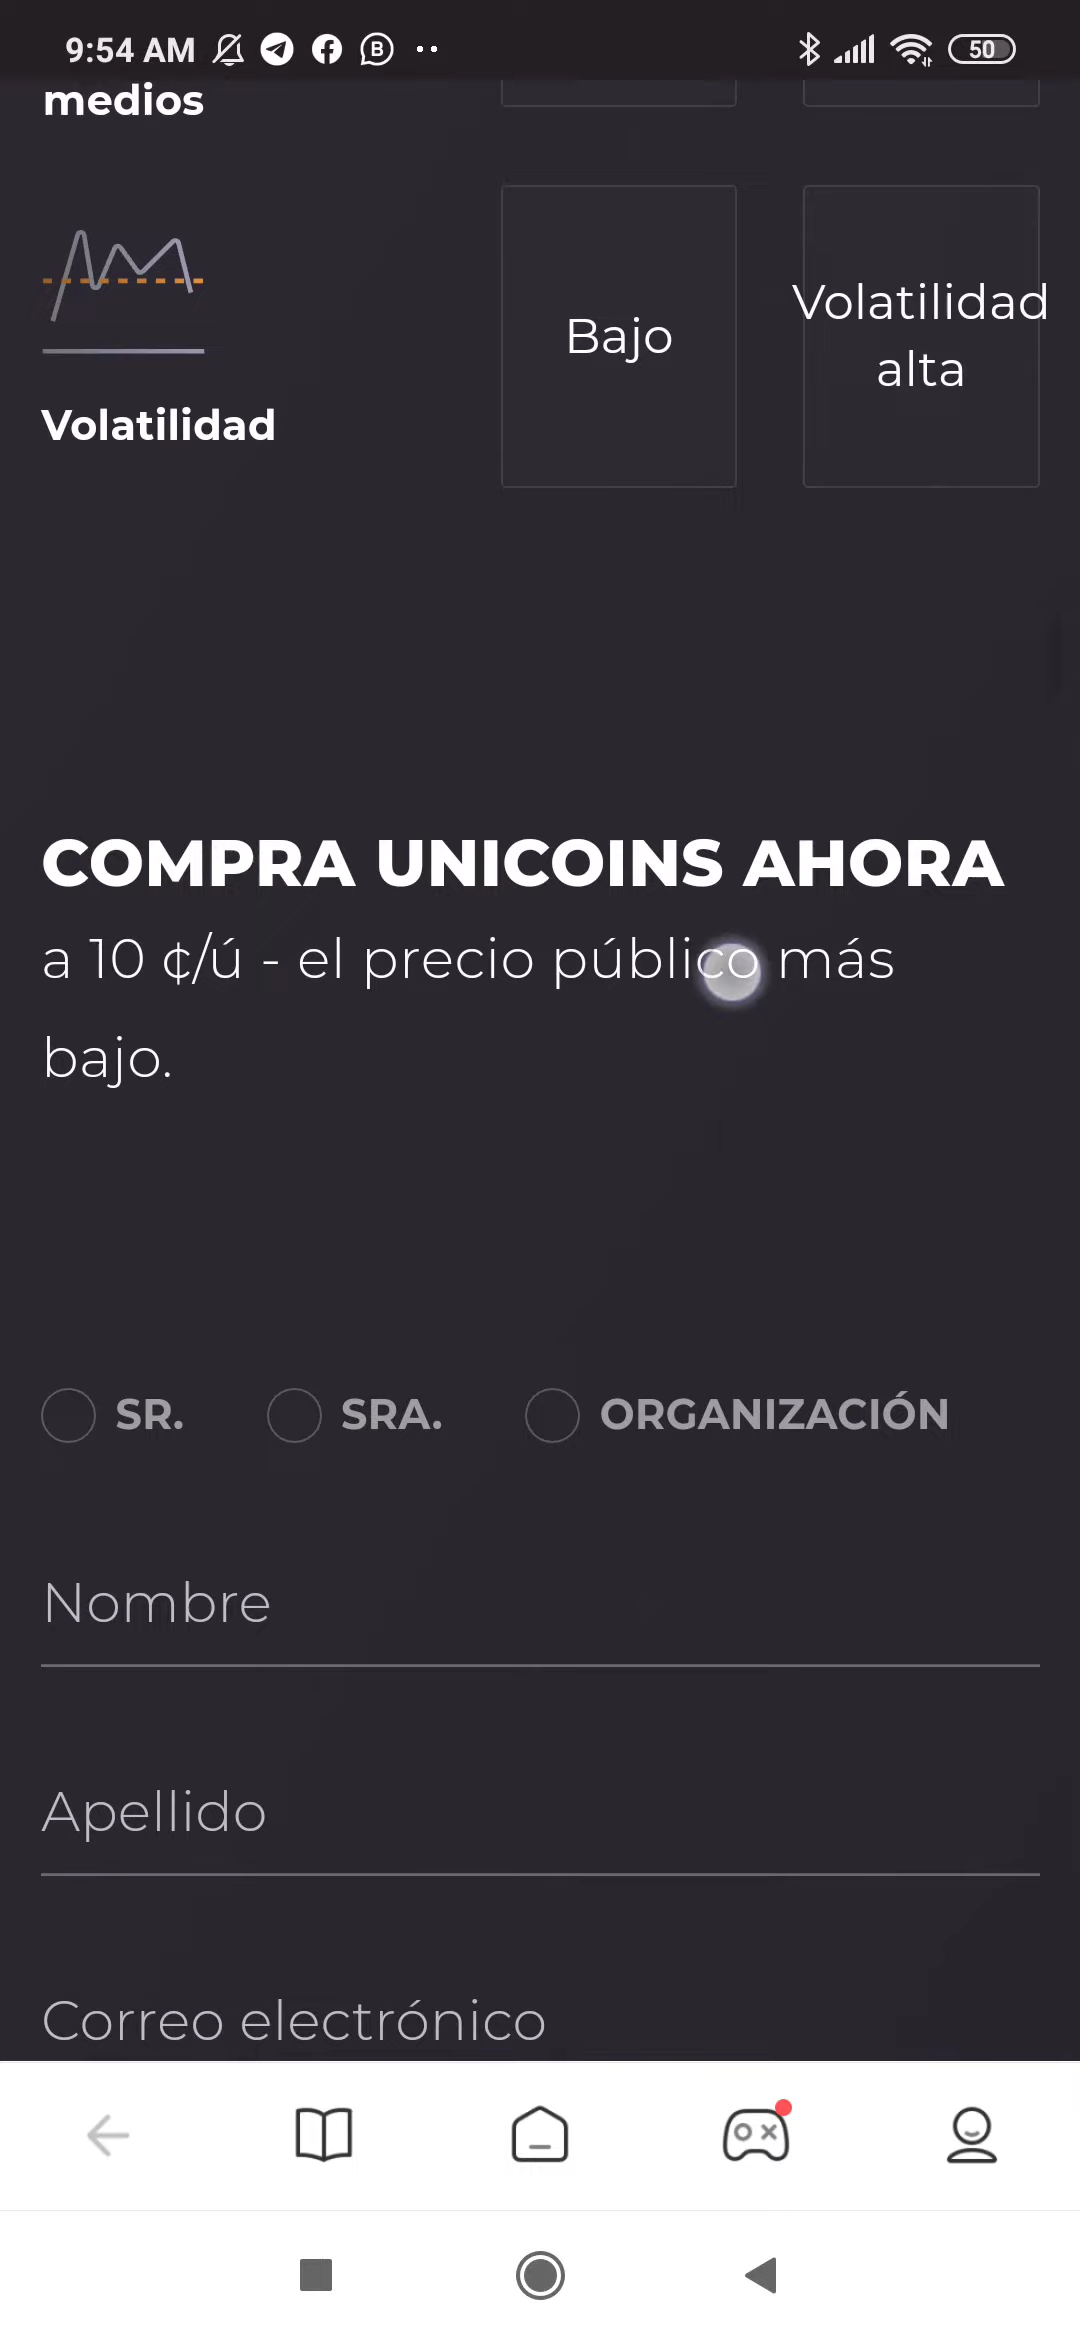 9:54 AM
50
medios
Bajo
Volatilidad
alta
Volatilidad
COMPRA UNICOINS AHORA
a 10 ¢/ú - el precio público más
bajo.
SR.
SRA.
ORGANIZACIÓN
Nombre
Apellido
Correo electrónico